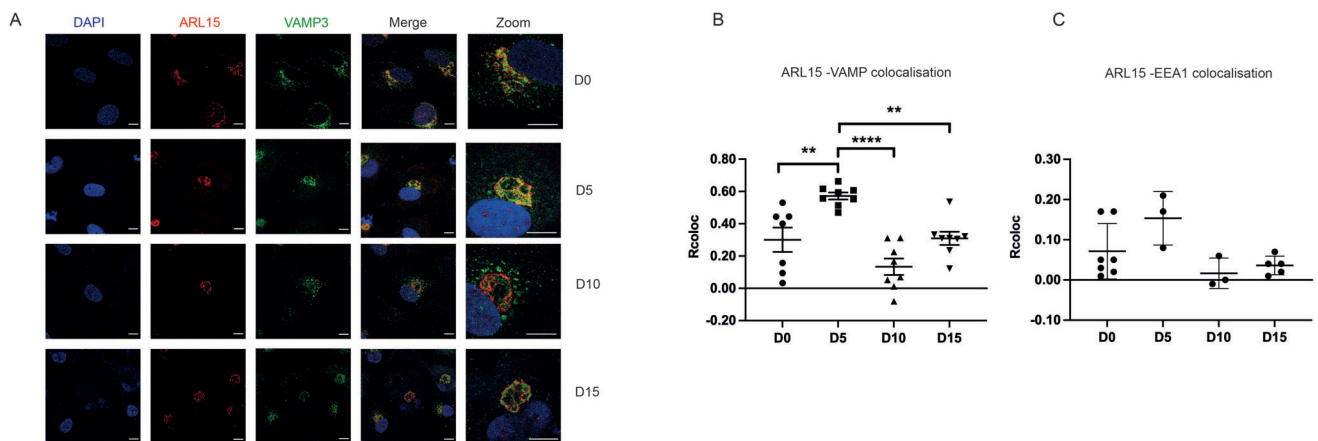 A
DAPI ARL15 VAMP3 Merge Zoom
D0
D5
D10
D15
B
ARL15 -VAMP colocalisation
**
** ****
0.80
0.60
0.40
0.20
0.00
-0.20
Rcoloc
D0 D5 D10 D15
C
ARL15 -EEA1 colocalisation
0.30
0.20
0.10
0.00
-0.10
Rcoloc
D0 D5 D10 D15